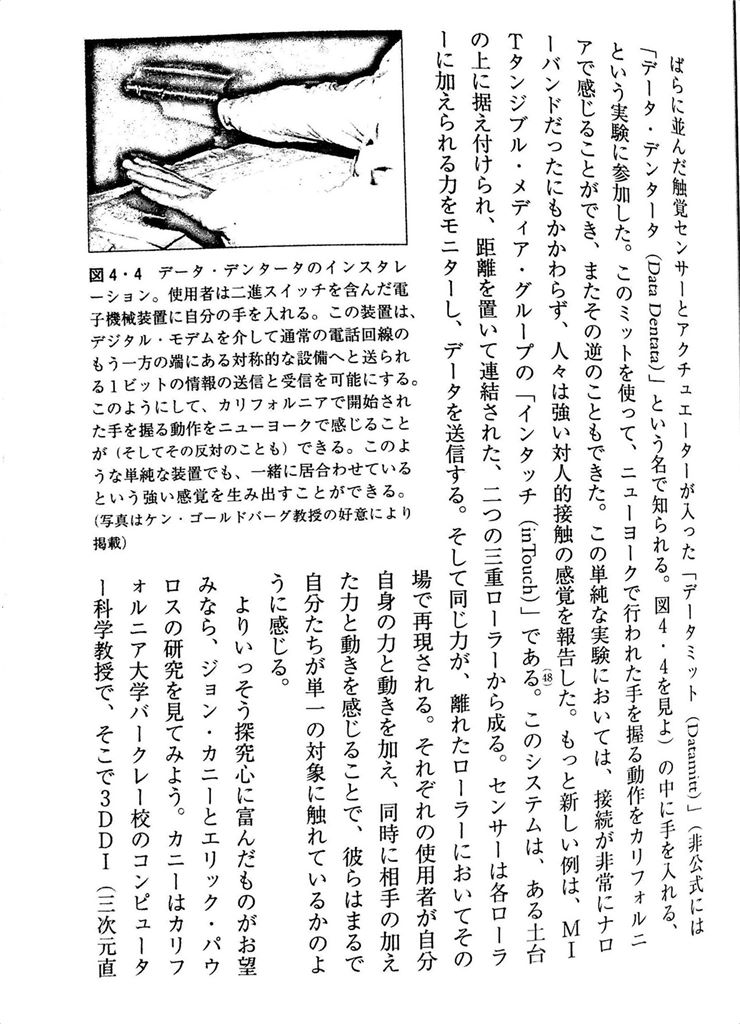 ばらに並んだ触覚センサーとアクチュエーターが入った「データミット（Datamitt）」（非公式には
「データ・デンタータ（Data Dentata）」という名で知られる。図4・4を見よ）の中に手を入れる、
という実験に参加した。このミットを使って、ニューヨークで行われた手を握る動作をカリフォルニ
アで感じることができ、またその逆のこともできた。この単純な実験においては、接続が非常にナロ
ーバンドだったにもかかわらず、人々は強い対人的接触の感覚を報告した。もっと新しい例は、MI
Tタンジブル・メディア・グループの「インタッチ（inTouch）」である。(48)このシステムは、ある土台
の上に据え付けられ、距離を置いて連結された、二つの三重ローラーから成る。センサーは各ローラ
ーに加えられる力をモニターし、データを送信する。そして同じ力が、離れたローラーにおいてその
場で再現される。それぞれの使用者が自分
自身の力と動きを加え、同時に相手の加え
た力と動きを感じることで、彼らはまるで
自分たちが単一の対象に触れているかのよ
うに感じる。
よりいっそう探究心に富んだものがお望
みなら、ジョン・カニーとエリック・パウ
ロスの研究を見てみよう。カニーはカリフ
ォルニア大学バークレー校のコンピュータ
ー科学教授で、そこで3DDI（三次元直
図4・4 データ・デンタータのインスタレ
ーション。使用者は二進スイッチを含んだ電
子機械装置に自分の手を入れる。この装置は、
デジタル・モデムを介して通常の電話回線の
もう一方の端にある対称的な設備へと送られ
る1ビットの情報の送信と受信を可能にする。
このようにして、カリフォルニアで開始され
た手を握る動作をニューヨークで感じること
が（そしてその反対のことも）できる。このよ
うな単純な装置でも、一緒に居合わせている
という強い感覚を生み出すことができる。
(写真はケン・ゴールドバーグ教授の好意により
掲載)